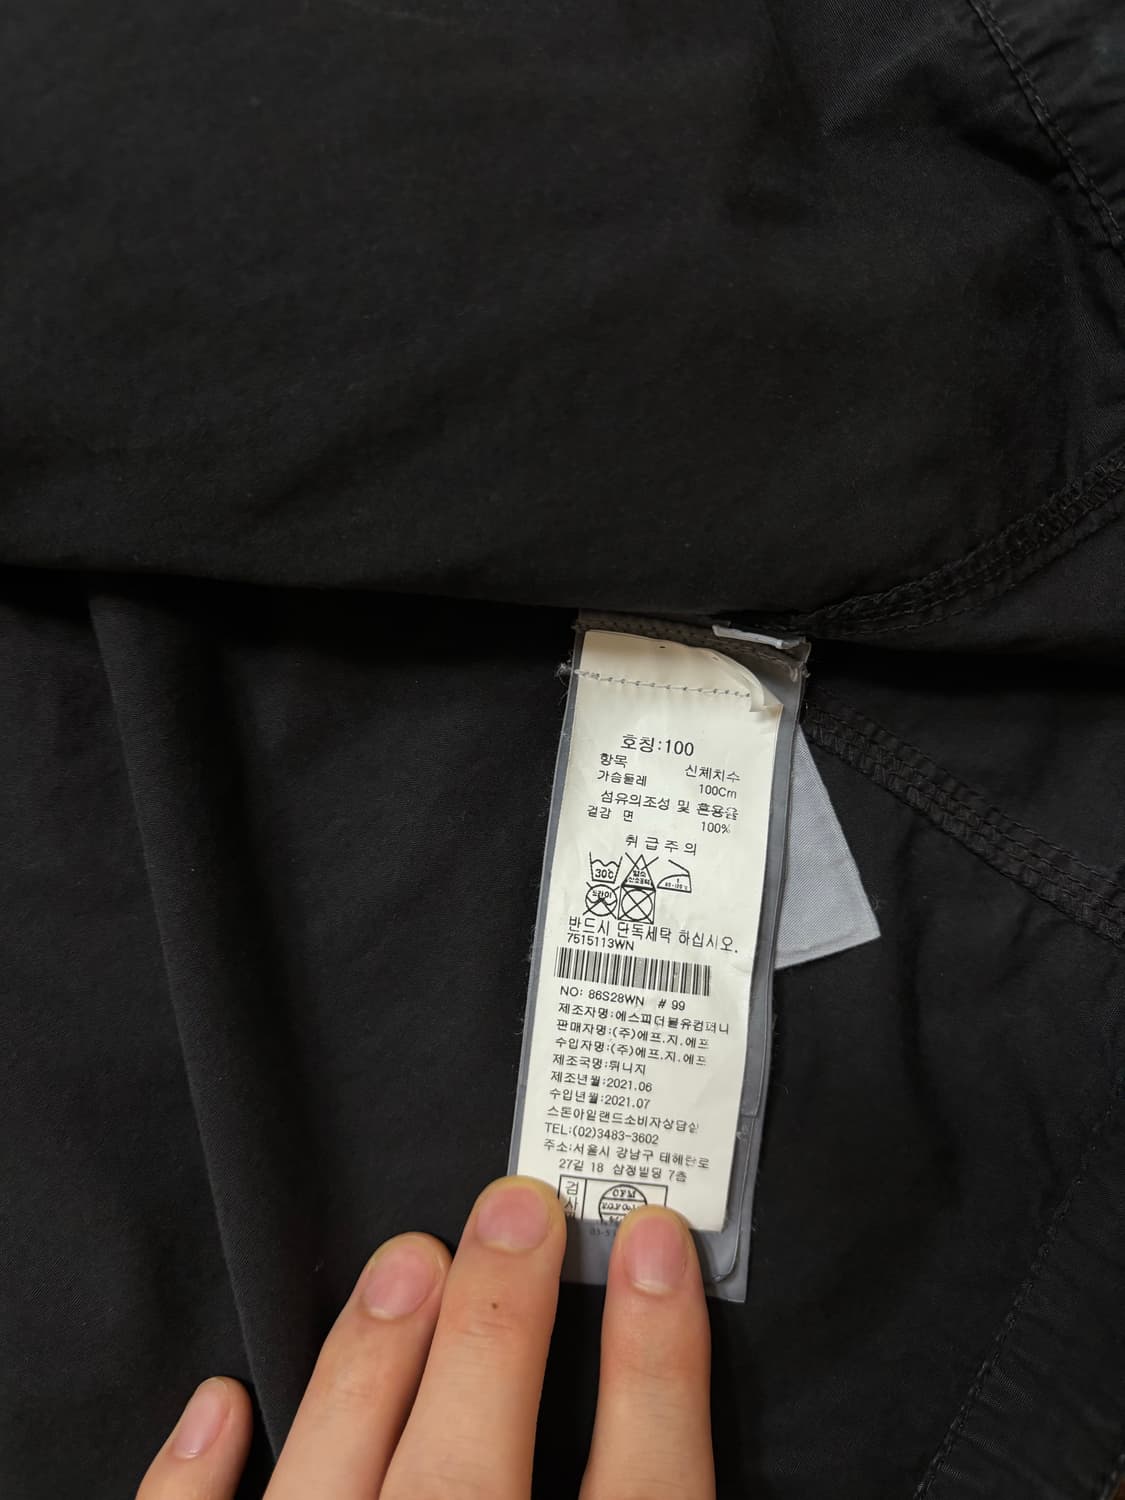 호칭:100
항목 신체치수
가슴둘레 100Cm
섬유의조성 및 혼용율
겉감 면 100%
취급주의
30℃ 염소
드라이
반드시 단독세탁 하십시오.
7515113WN
NO: 86S28WN # 99
제조자명:에스피더블유컴퍼니
판매자명:(주)에프.지.에프
수입자명:(주)에프.지.에프
제조국명:튀니지
제조년월:2021.06
수입년월:2021.07
스톤아일랜드소비자상담실
TEL:(02)3483-3602
주소:서울시 강남구 테헤란로
27길 18 삼정빌딩 7층
검사